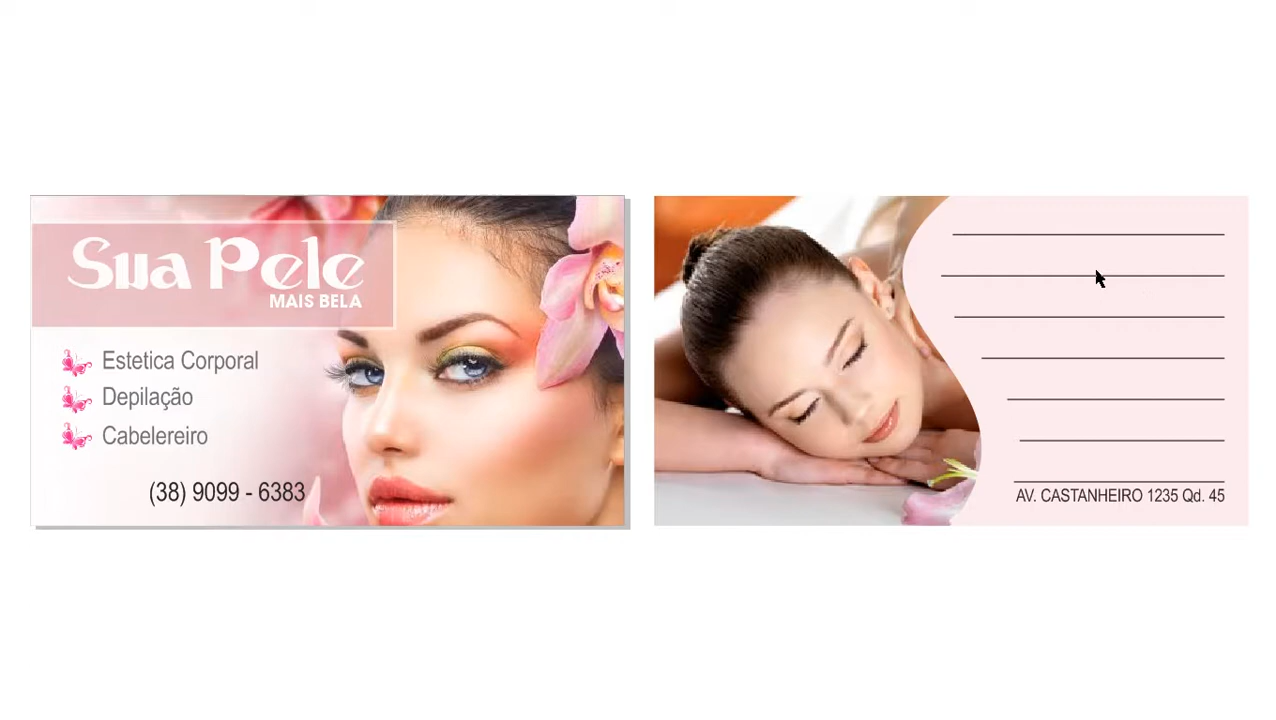 Sua Pele
MAIS BELA
Estetica Corporal
Depilação
Cabelereiro
(38) 9099 - 6383
AV. CASTANHEIRO 1235 Qd. 45